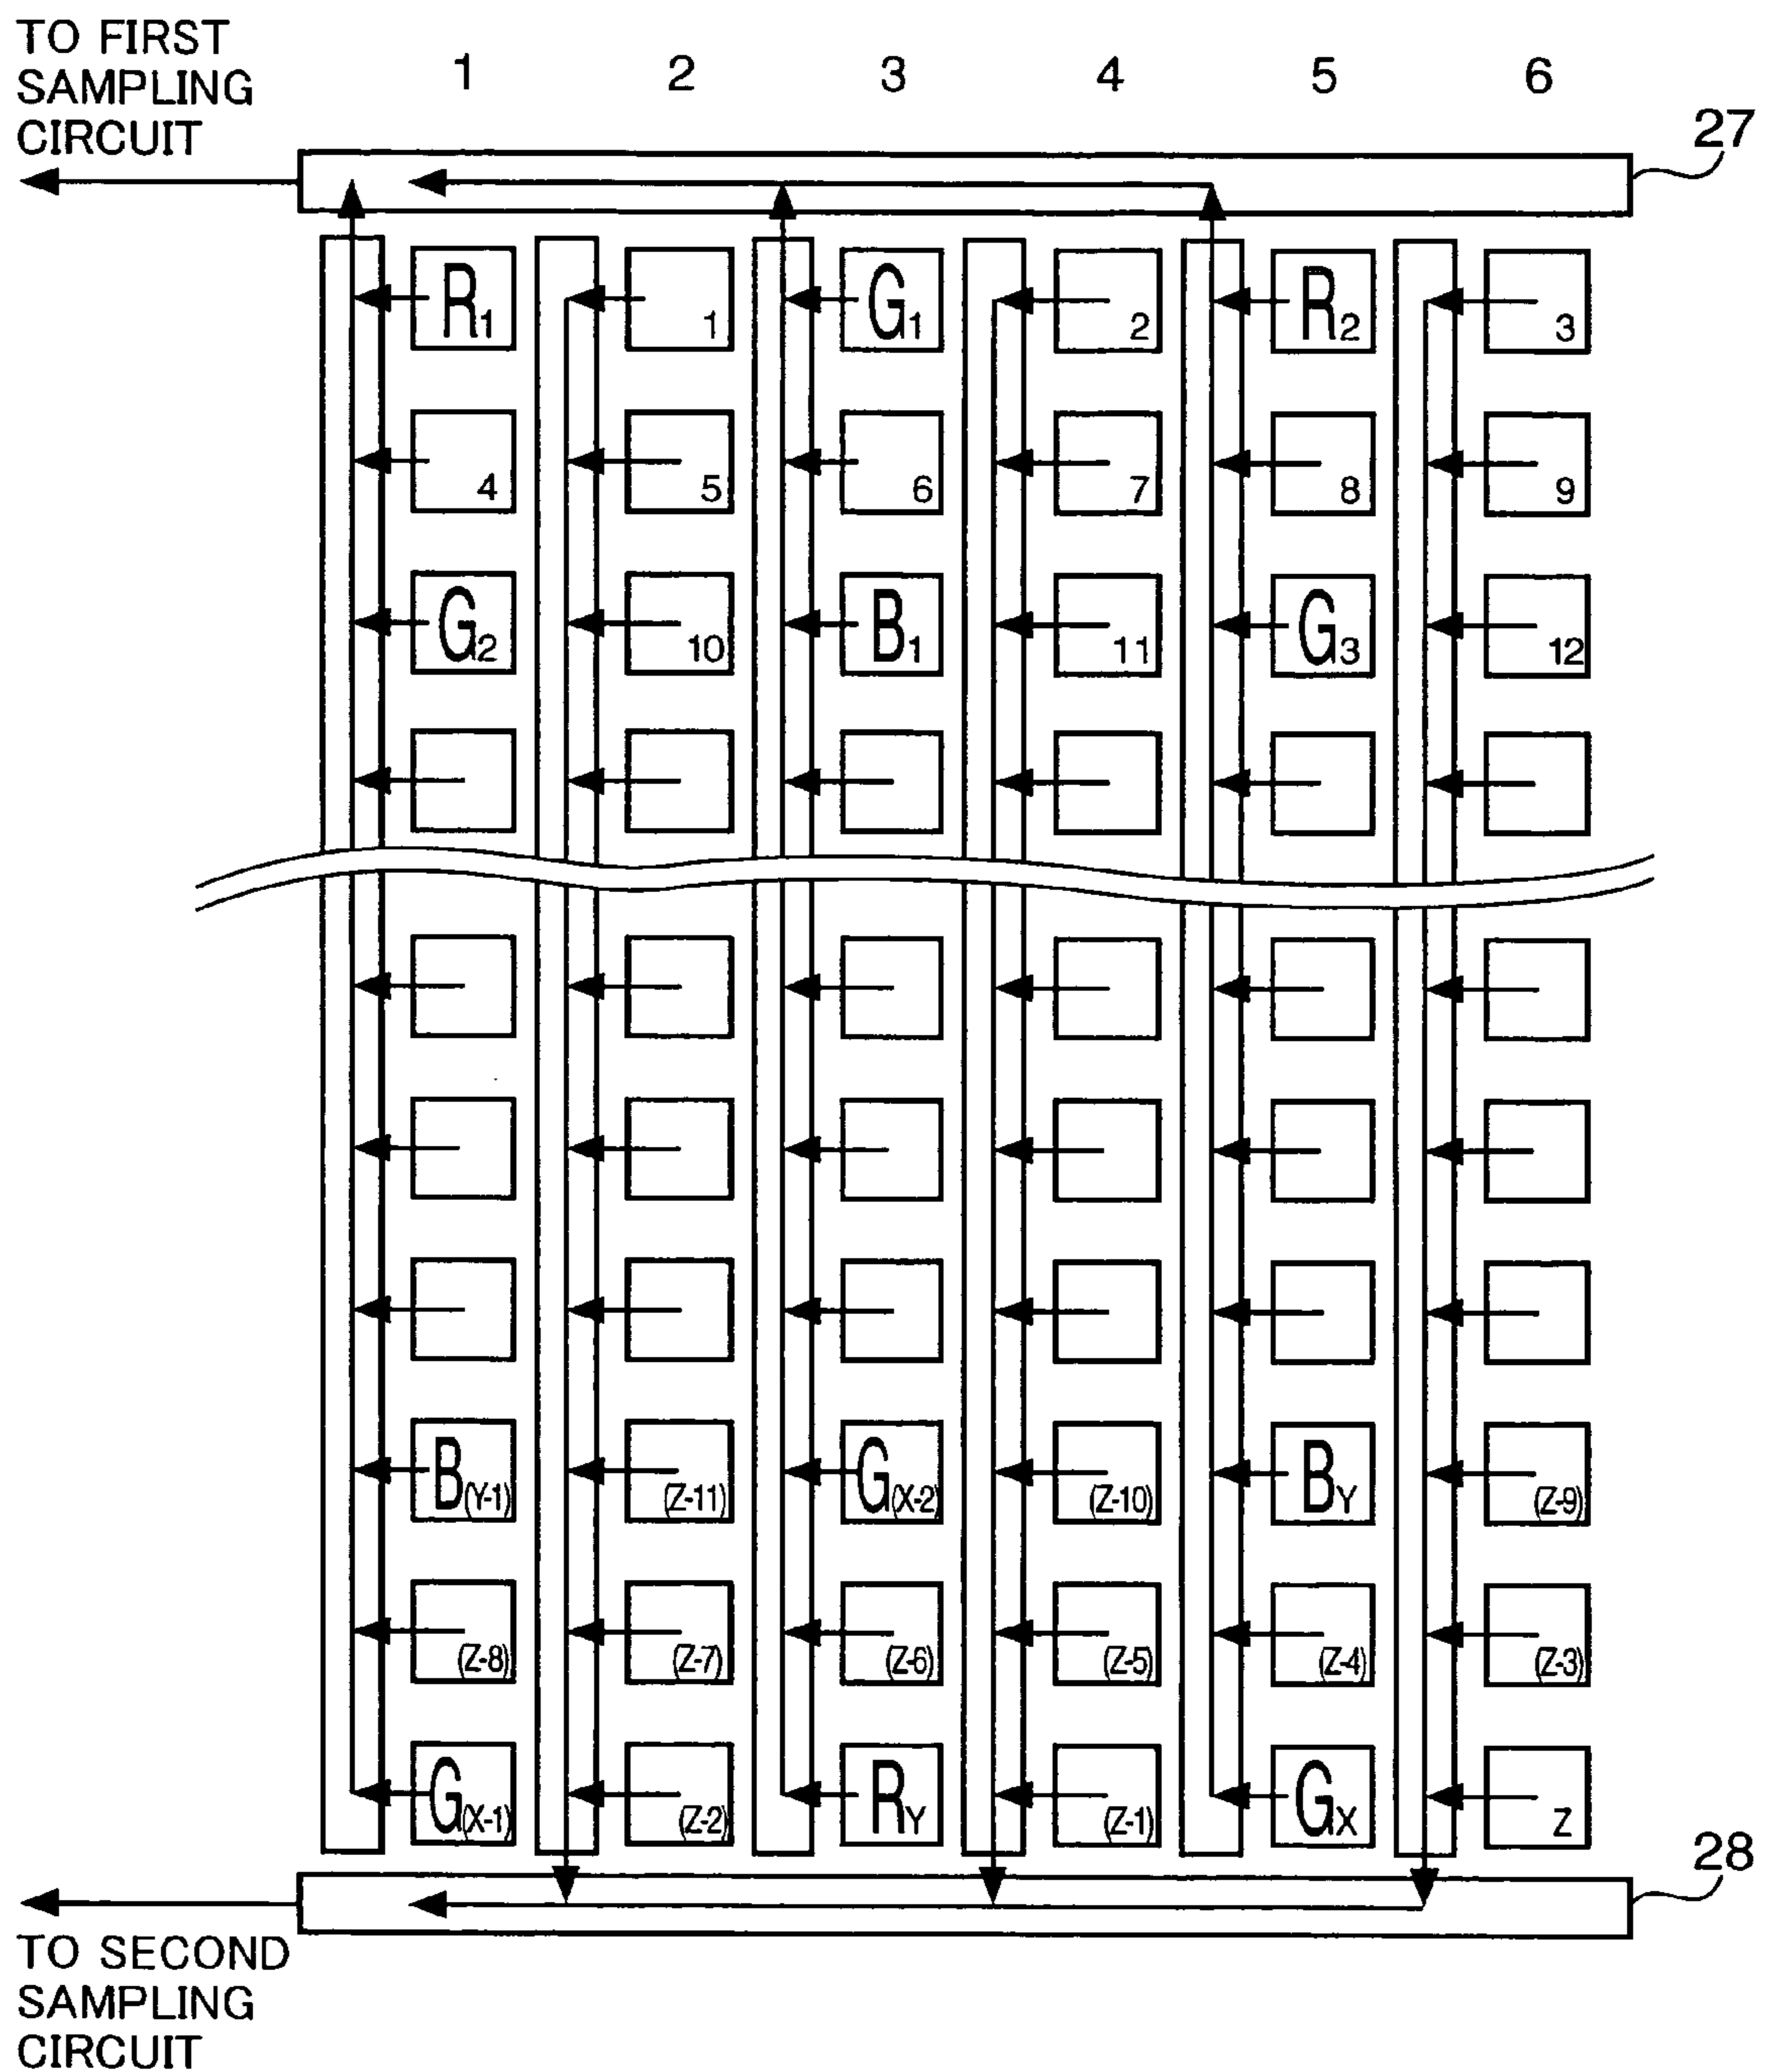 TO FIRST
SAMPLING
CIRCUIT
1 2 3 4 5 6
27
R1 1 G1 2 R2 3
4 5 6 7 8 9
G2 10 B1 11 G3 12
B(Y-1) (Z-11) G(X-2) (Z-10) BY (Z-9)
(Z-8) (Z-7) (Z-6) (Z-5) (Z-4) (Z-3)
G(X-1) (Z-2) RY (Z-1) GX Z
28
TO SECOND
SAMPLING
CIRCUIT